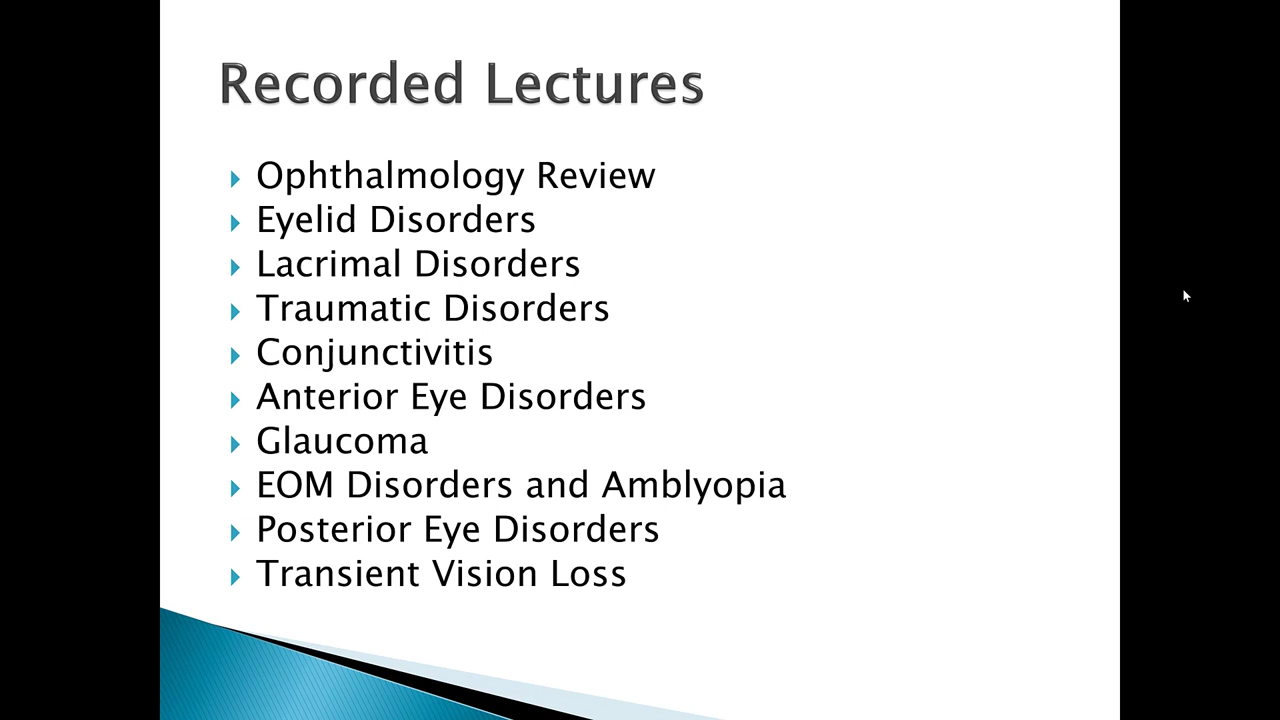 Recorded Lectures
Ophthalmology Review
Eyelid Disorders
Lacrimal Disorders
Traumatic Disorders
Conjunctivitis
Anterior Eye Disorders
Glaucoma
EOM Disorders and Amblyopia
Posterior Eye Disorders
Transient Vision Loss